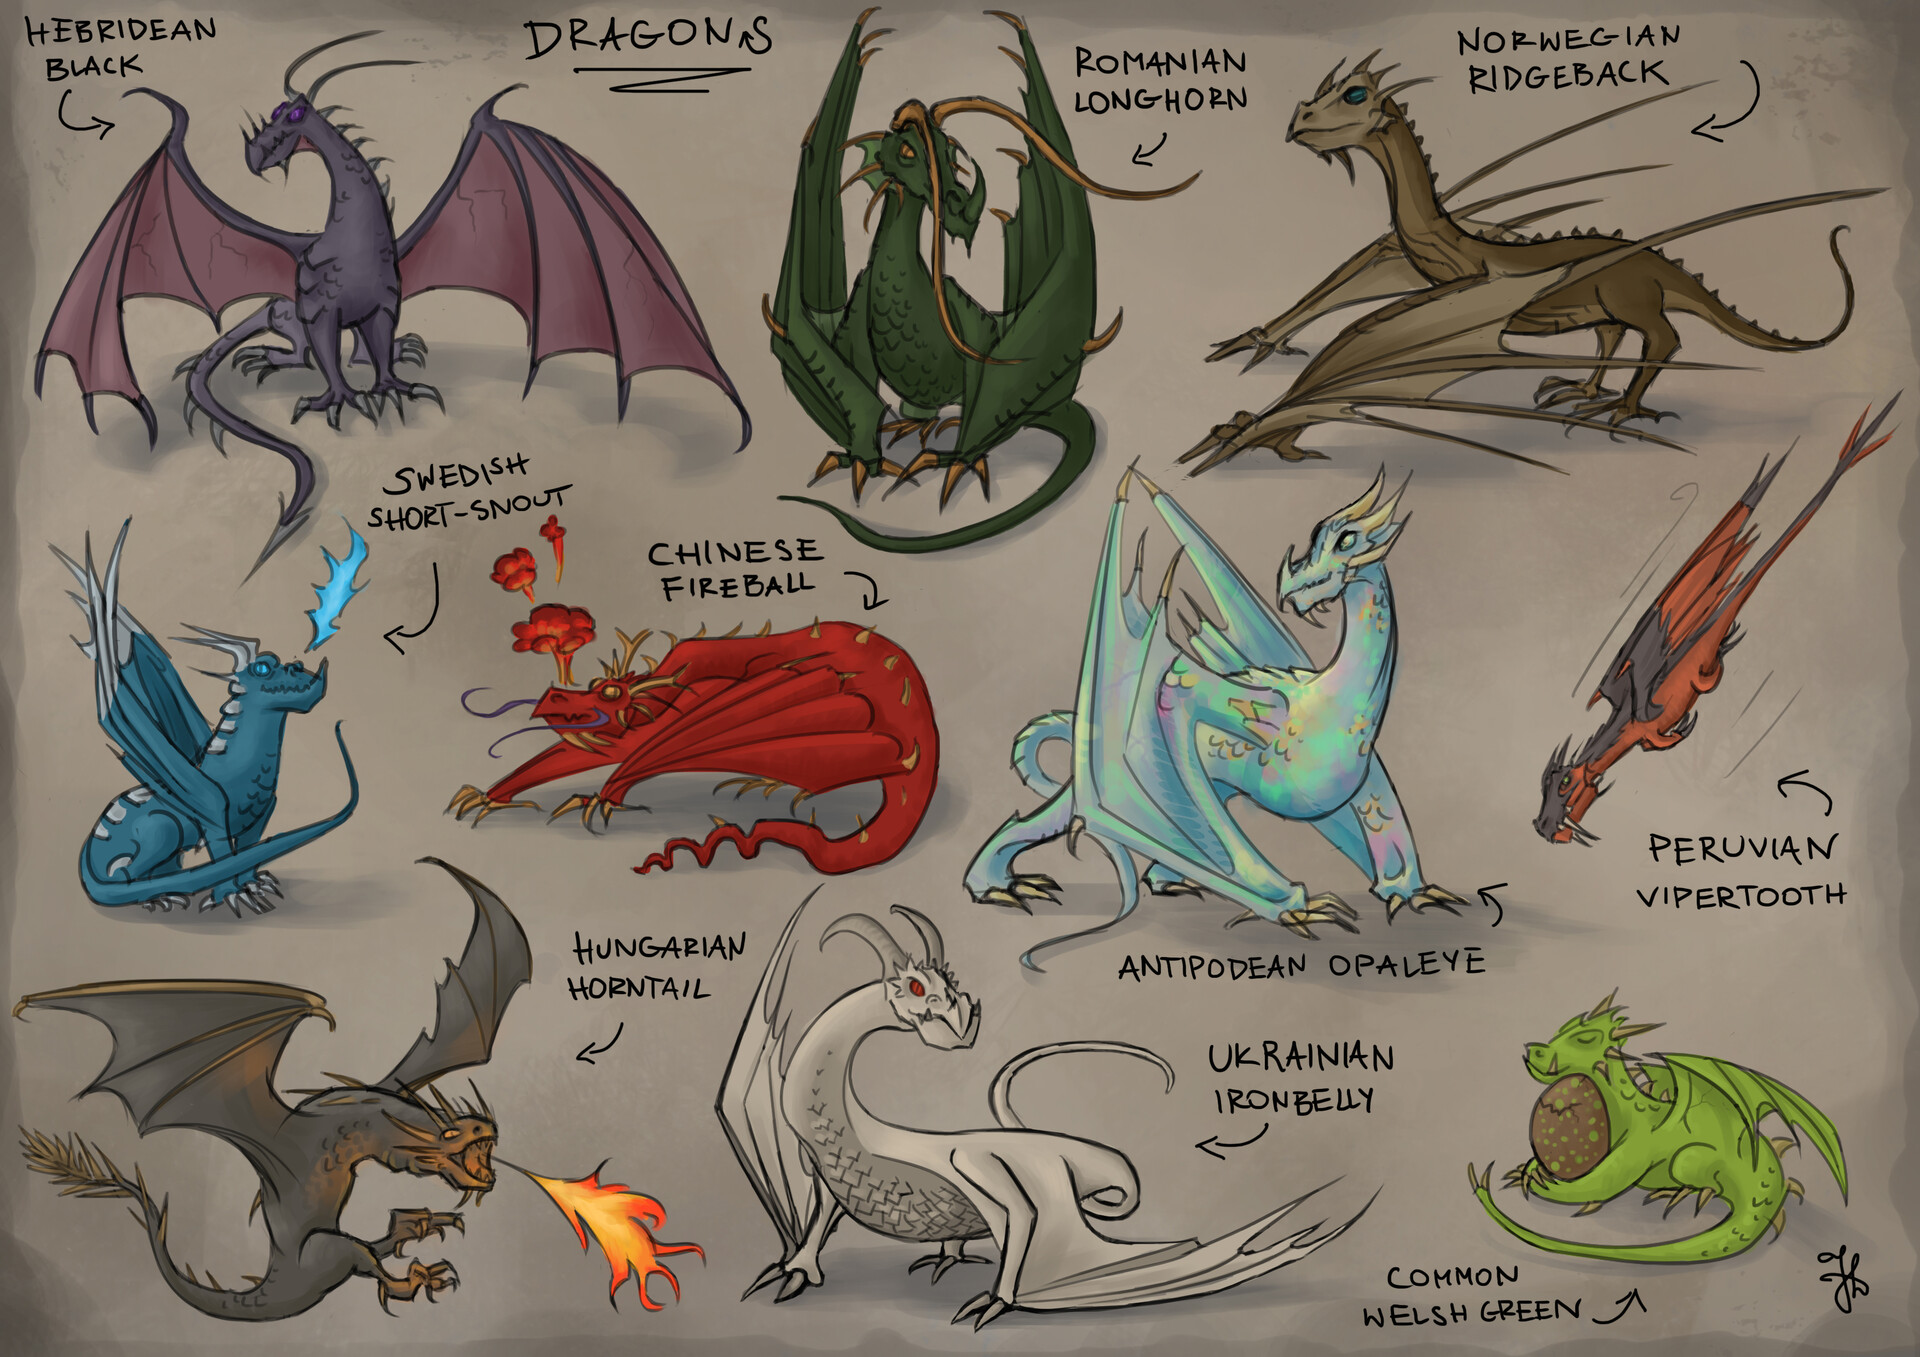 DRAGONS
HEBRIDEAN
BLACK
ROMANIAN
LONGHORN
NORWEGIAN
RIDGEBACK
SWEDISH
SHORT-SNOUT
CHINESE
FIREBALL
PERUVIAN
VIPERTOOTH
ANTIPODEAN OPALEYE
HUNGARIAN
HORNTAIL
UKRAINIAN
IRONBELLY
COMMON
WELSH GREEN